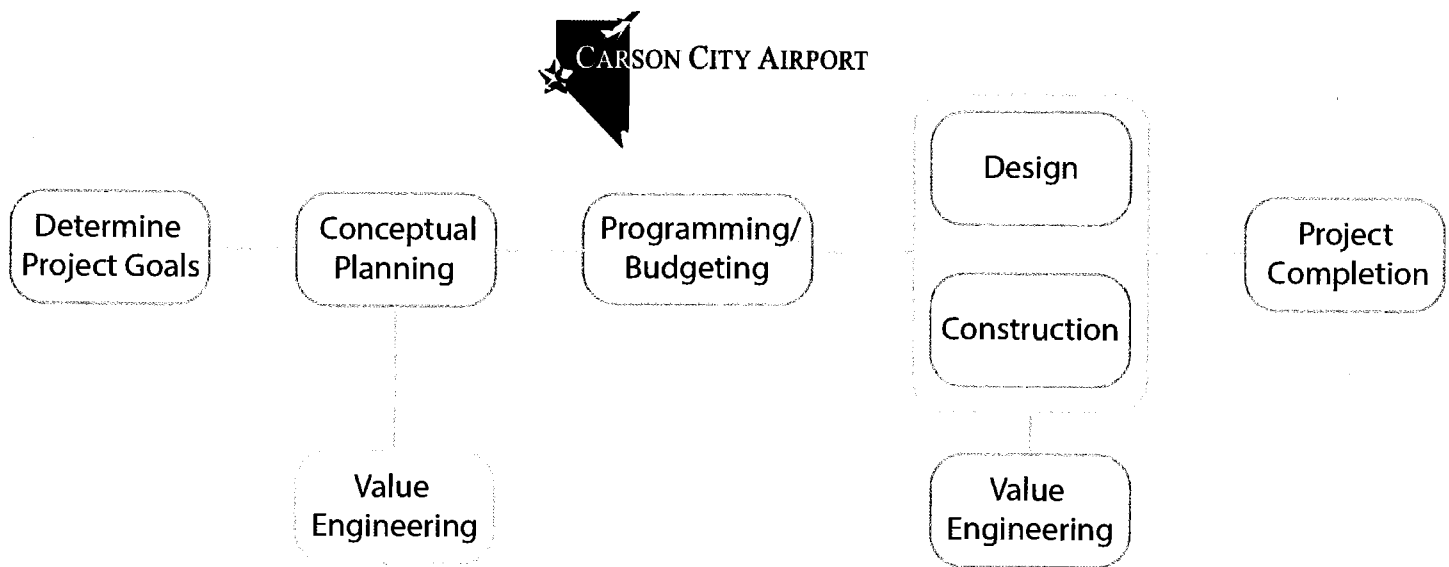 CARSON CITY AIRPORT
Determine
Project Goals
Conceptual
Planning
Value
Engineering
Programming/
Budgeting
Design
Construction
Value
Engineering
Project
Completion